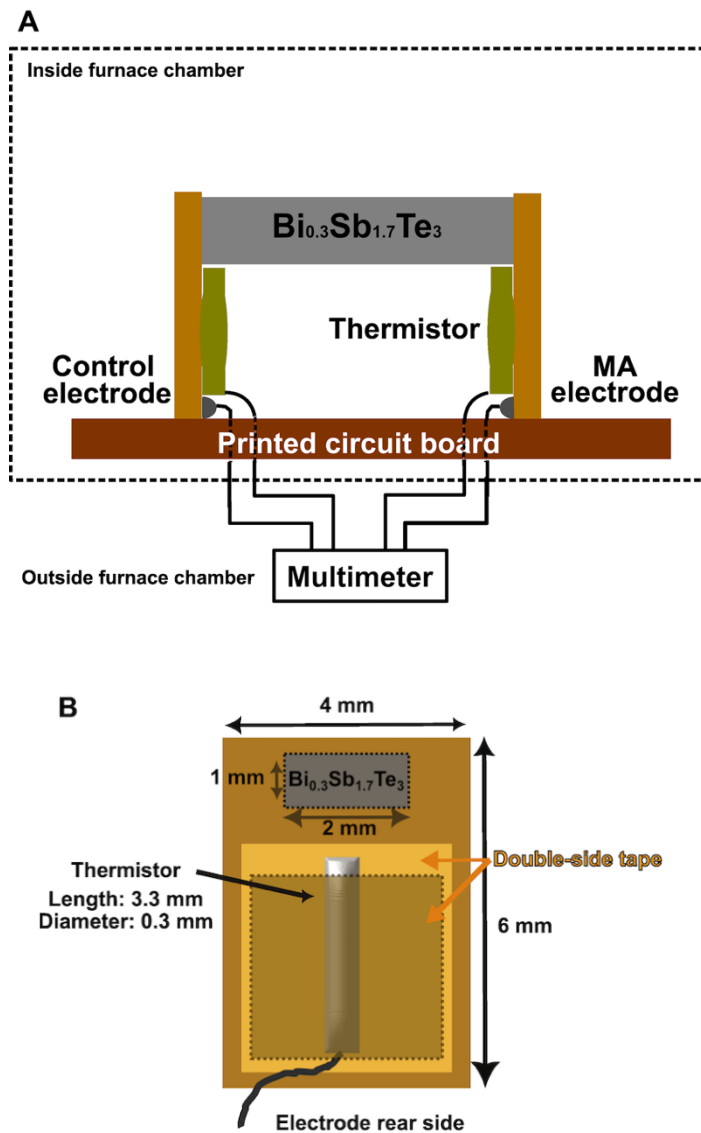 A
Inside furnace chamber
Bi0.3Sb1.7Te3
Thermistor
Control
electrode
MA
electrode
Printed circuit board
Outside furnace chamber
Multimeter
B
4 mm
1 mm
Bi0.3Sb1.7Te3
2 mm
Double-side tape
Thermistor
Length: 3.3 mm
Diameter: 0.3 mm
6 mm
Electrode rear side